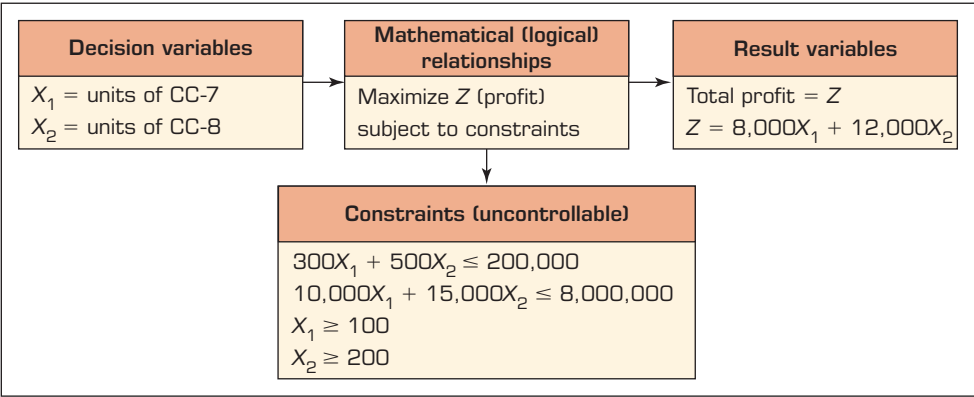 Decision variables
X₁ = units of CC-7
X₂ = units of CC-8
Mathematical (logical)
relationships
Maximize Z (profit)
subject to constraints
Result variables
Total profit = Z
Z = 8,000X₁ + 12,000X₂
Constraints (uncontrollable)
300X₁ + 500X₂ ≤ 200,000
10,000X₁ + 15,000X₂ ≤ 8,000,000
X₁ ≥ 100
X₂ ≥ 200